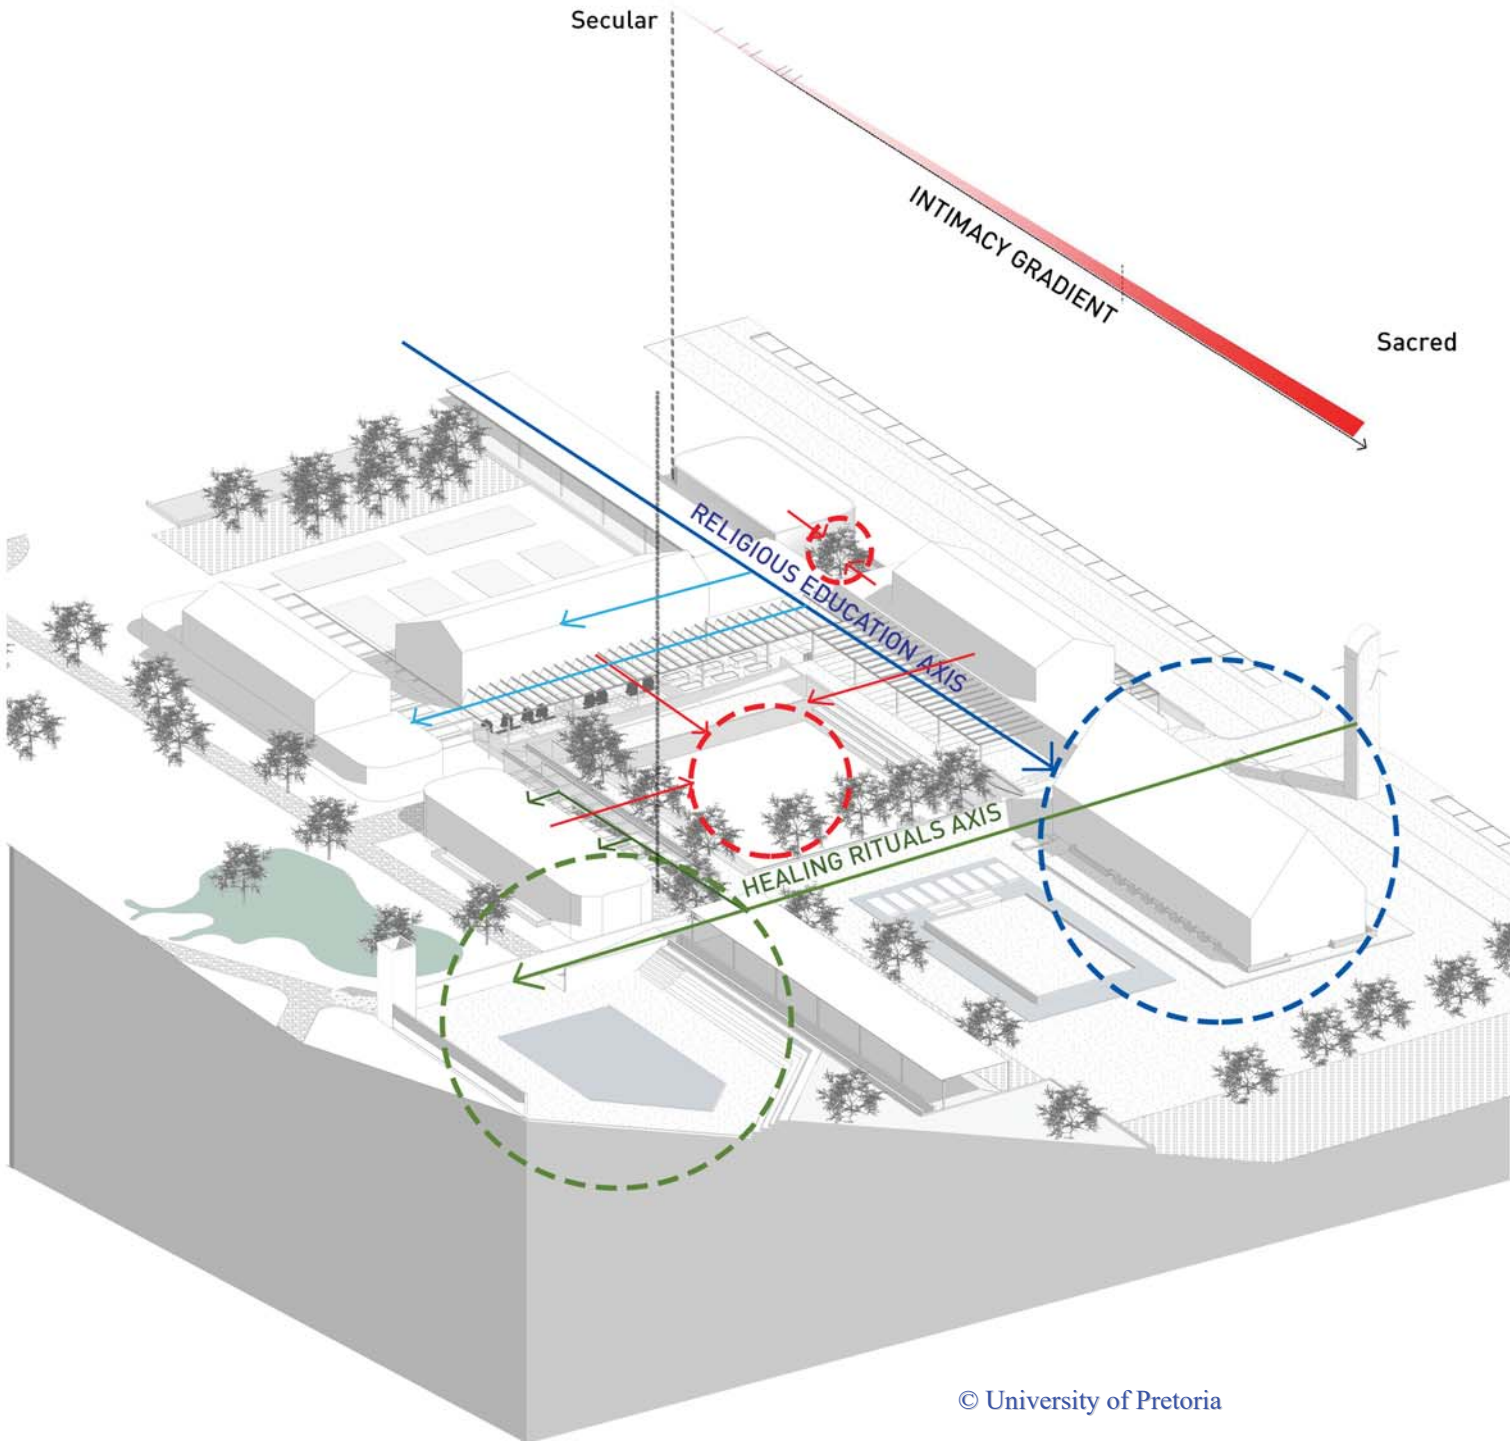 Secular
INTIMACY GRADIENT
Sacred
RELIGIOUS EDUCATION AXIS
HEALING RITUALS AXIS
© University of Pretoria